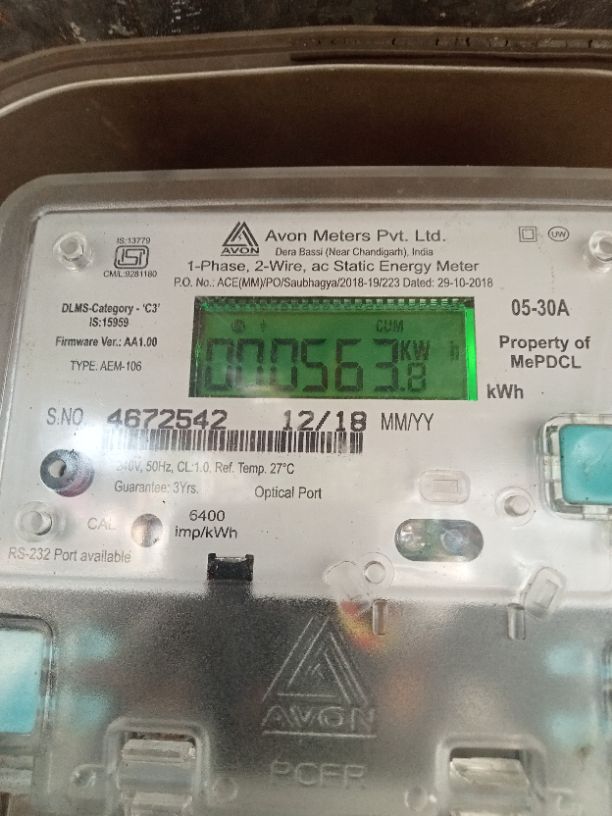 IS:13779
ISI
CM/L:9281180
AVON
Avon Meters Pvt. Ltd.
Dera Bassi (Near Chandigarh), India
UW
1-Phase, 2-Wire, ac Static Energy Meter
P.O. No.: ACE(MM)/PO/Saubhagya/2018-19/223 Dated: 29-10-2018
DLMS-Category - 'C3'
IS:15959
Firmware Ver.: AA1.00
TYPE: AEM-106
CUM
000563.8 KW h
kWh
05-30A
Property of
MePDCL
S.NO. 4672542 12/18 MM/YY
240V, 50Hz, CL:1.0, Ref. Temp. 27°C
Guarantee: 3Yrs. Optical Port
CAL 6400
imp/kWh
RS-232 Port available
AVON